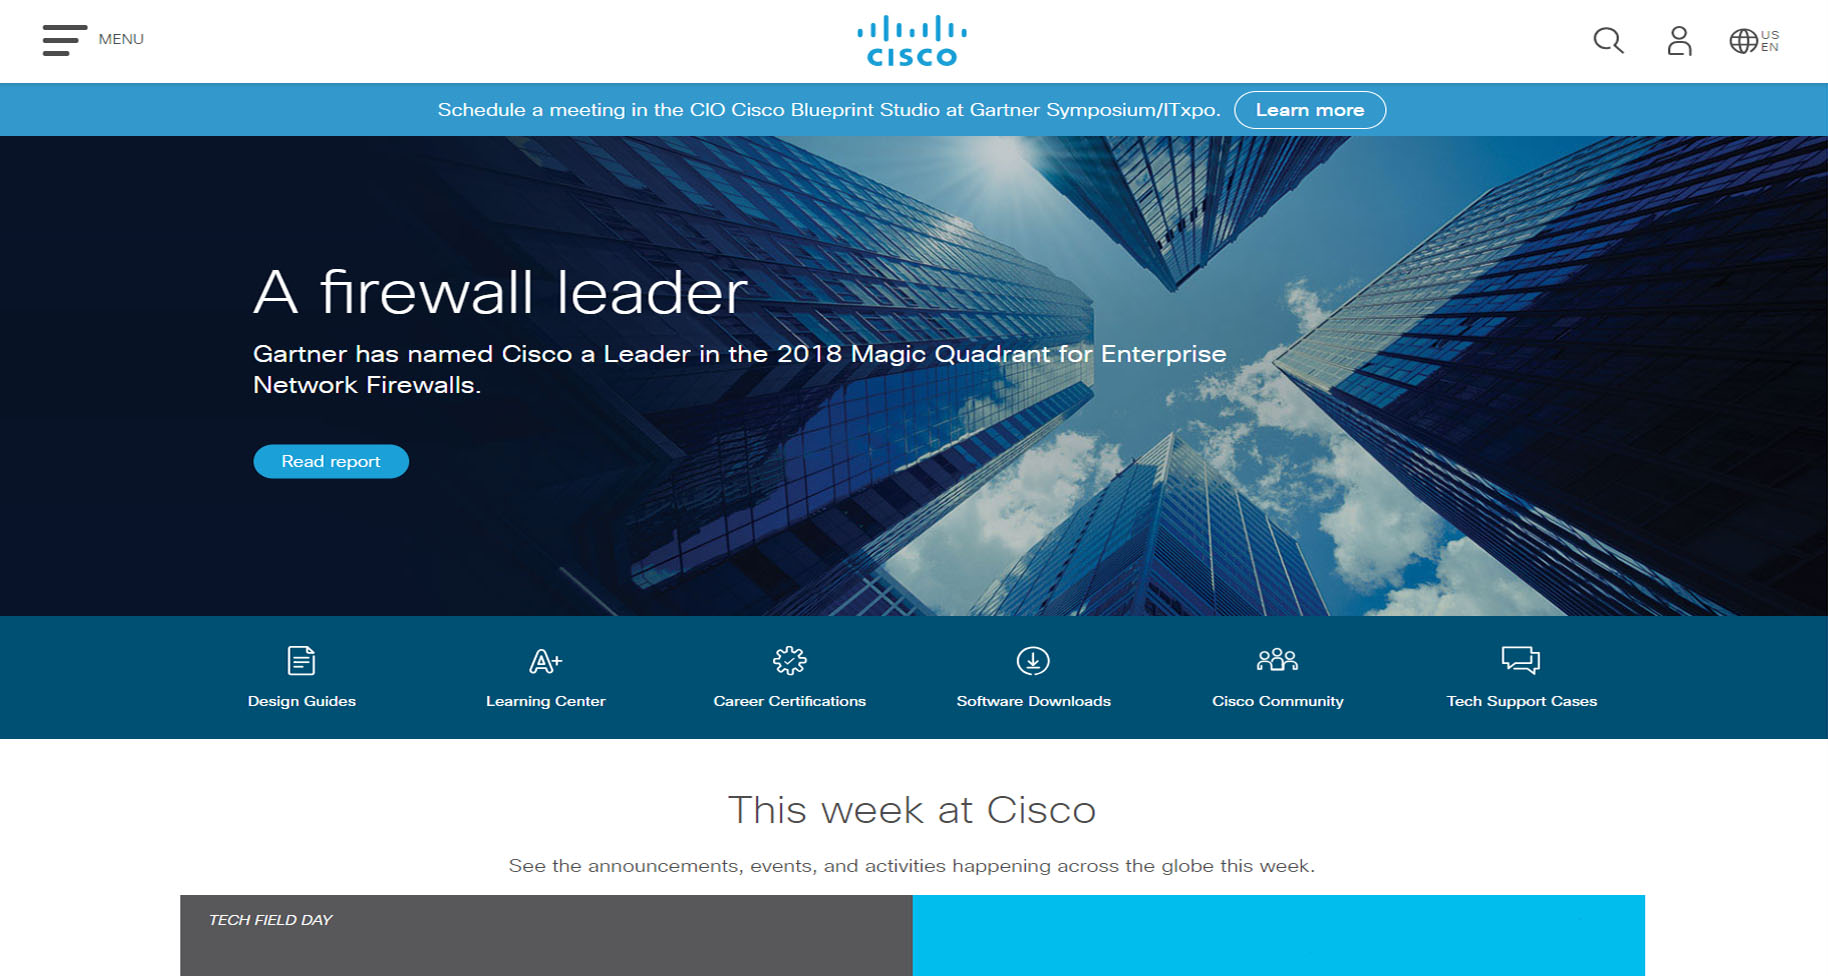 MENU
CISCO
US
EN
Schedule a meeting in the CIO Cisco Blueprint Studio at Gartner Symposium/ITxpo. Learn more
A firewall leader
Gartner has named Cisco a Leader in the 2018 Magic Quadrant for Enterprise
Network Firewalls.
Read report
Design Guides
Learning Center
Career Certifications
Software Downloads
Cisco Community
Tech Support Cases
This week at Cisco
See the announcements, events, and activities happening across the globe this week.
TECH FIELD DAY